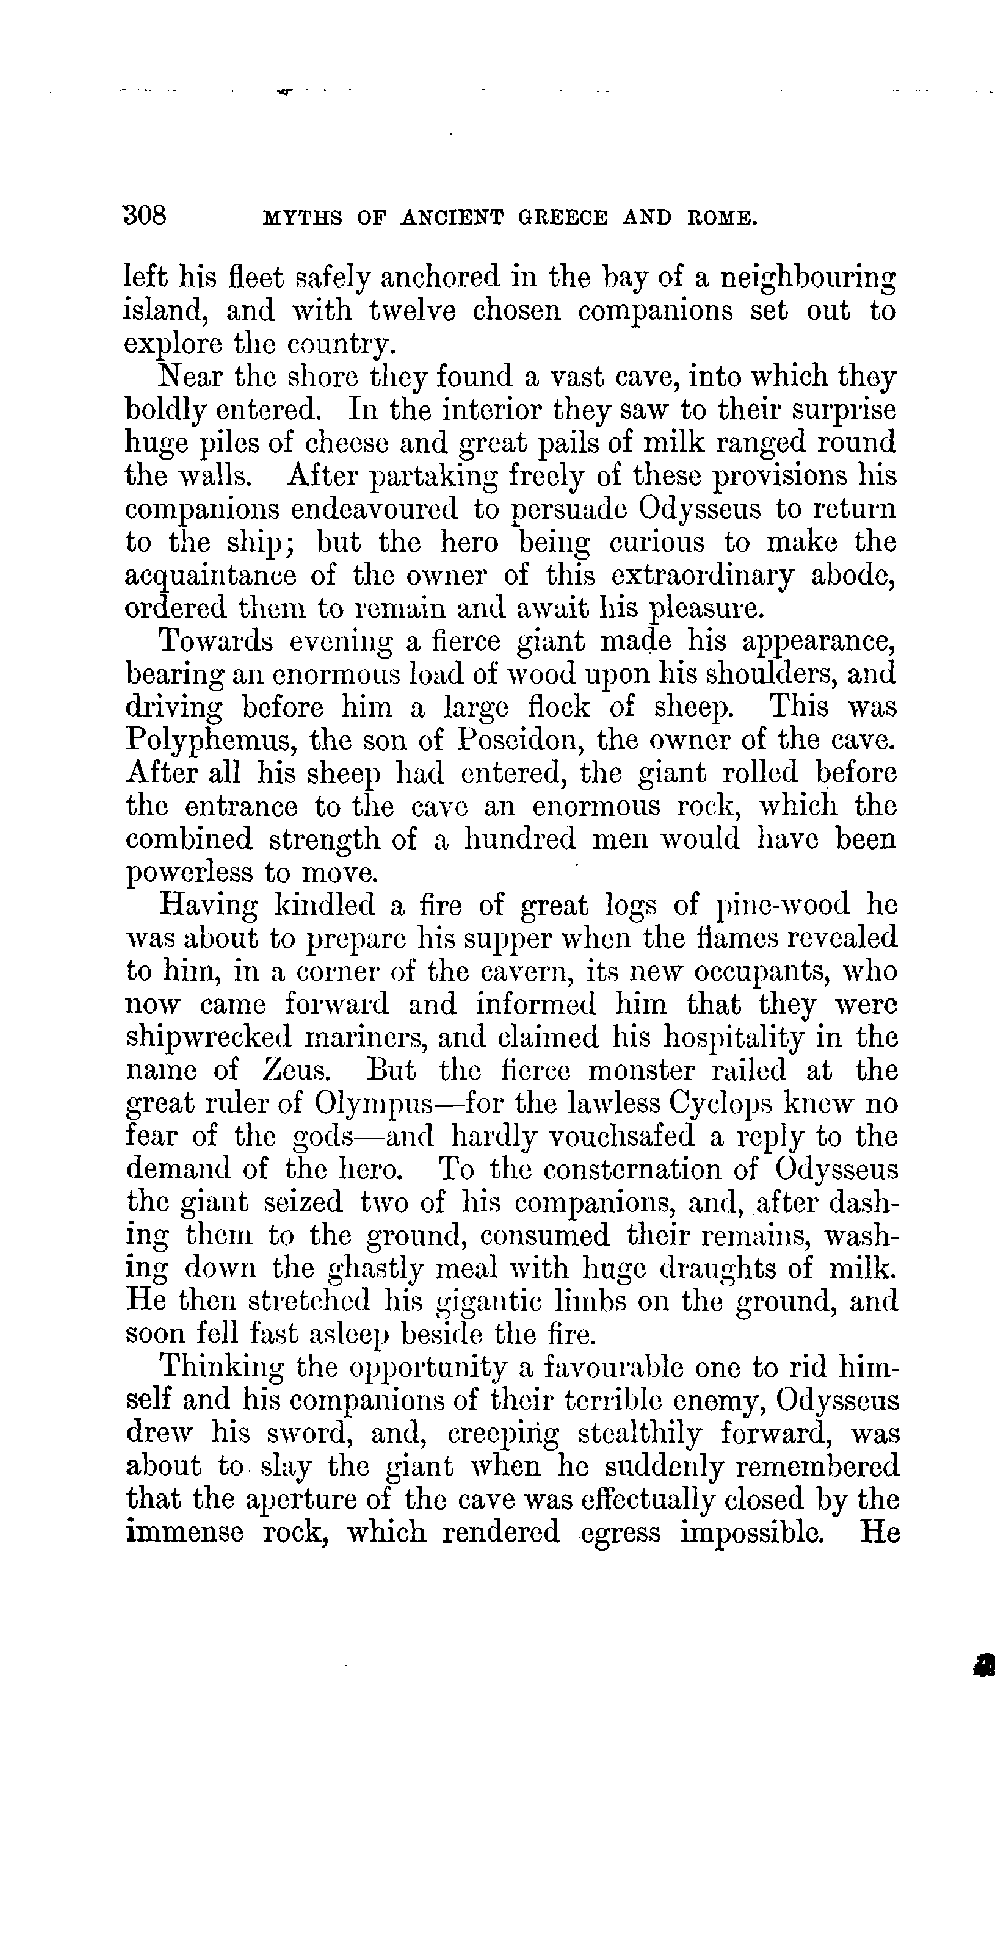 308 MYTHS OF ANCIENT GREECE AND ROME.
left his fleet safely anchored in the bay of a neighbouring
island, and with twelve chosen companions set out to
explore the country.
Near the shore they found a vast cave, into which they
boldly entered. In the interior they saw to their surprise
huge piles of cheese and great pails of milk ranged round
the walls. After partaking freely of these provisions his
companions endeavoured to persuade Odysseus to return
to the ship; but the hero being curious to make the
acquaintance of the owner of this extraordinary abode,
ordered them to remain and await his pleasure.
Towards evening a fierce giant made his appearance,
bearing an enormous load of wood upon his shoulders, and
driving before him a large flock of sheep. This was
Polyphemus, the son of Poseidon, the owner of the cave.
After all his sheep had entered, the giant rolled before
the entrance to the cave an enormous rock, which the
combined strength of a hundred men would have been
powerless to move.
Having kindled a fire of great logs of pine-wood he
was about to prepare his supper when the flames revealed
to him, in a corner of the cavern, its new occupants, who
now came forward and informed him that they were
shipwrecked mariners, and claimed his hospitality in the
name of Zeus. But the fierce monster railed at the
great ruler of Olympus—for the lawless Cyclops knew no
fear of the gods—and hardly vouchsafed a reply to the
demand of the hero. To the consternation of Odysseus
the giant seized two of his companions, and, after dash-
ing them to the ground, consumed their remains, wash-
ing down the ghastly meal with huge draughts of milk.
He then stretched his gigantic limbs on the ground, and
soon fell fast asleep beside the fire.
Thinking the opportunity a favourable one to rid him-
self and his companions of their terrible enemy, Odysseus
drew his sword, and, creeping stealthily forward, was
about to slay the giant when he suddenly remembered
that the aperture of the cave was effectually closed by the
immense rock, which rendered egress impossible. He